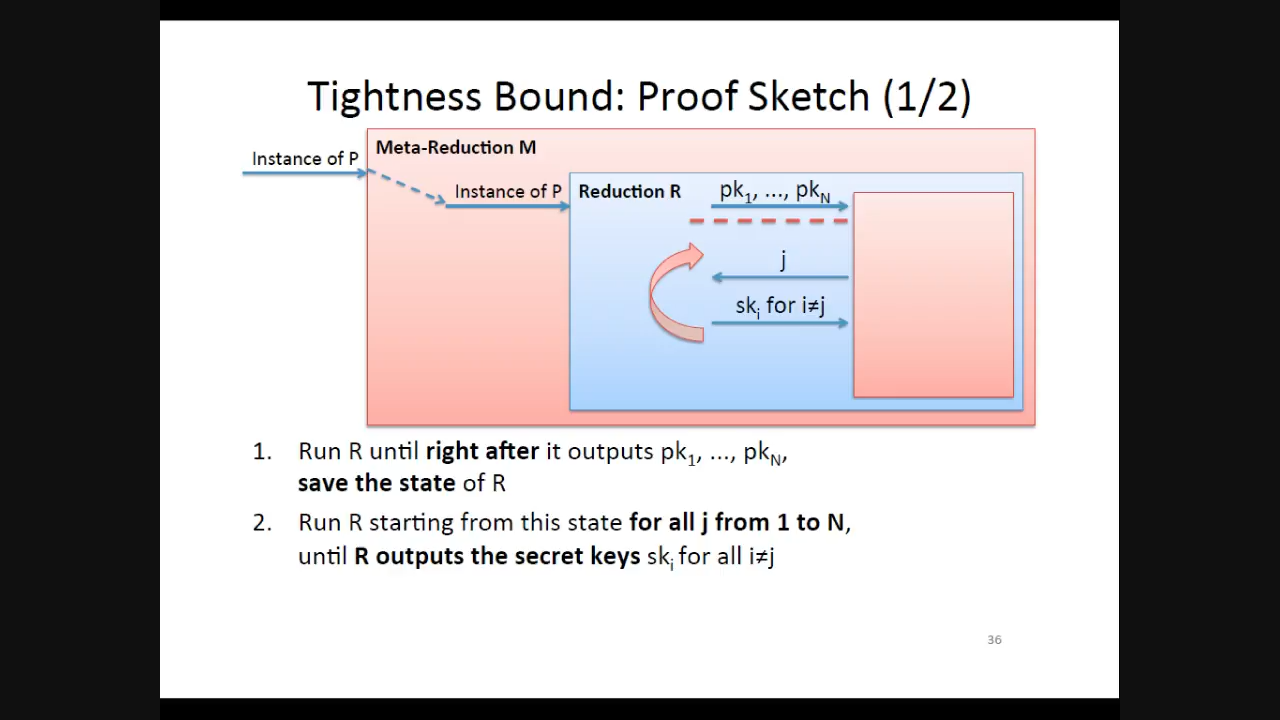 Tightness Bound: Proof Sketch (1/2)
Instance of P
Meta-Reduction M
Instance of P
Reduction R
pk1, ..., pkN
j
ski for i≠j
1. Run R until right after it outputs pk1, ..., pkN,
save the state of R
2. Run R starting from this state for all j from 1 to N,
until R outputs the secret keys ski for all i≠j
36